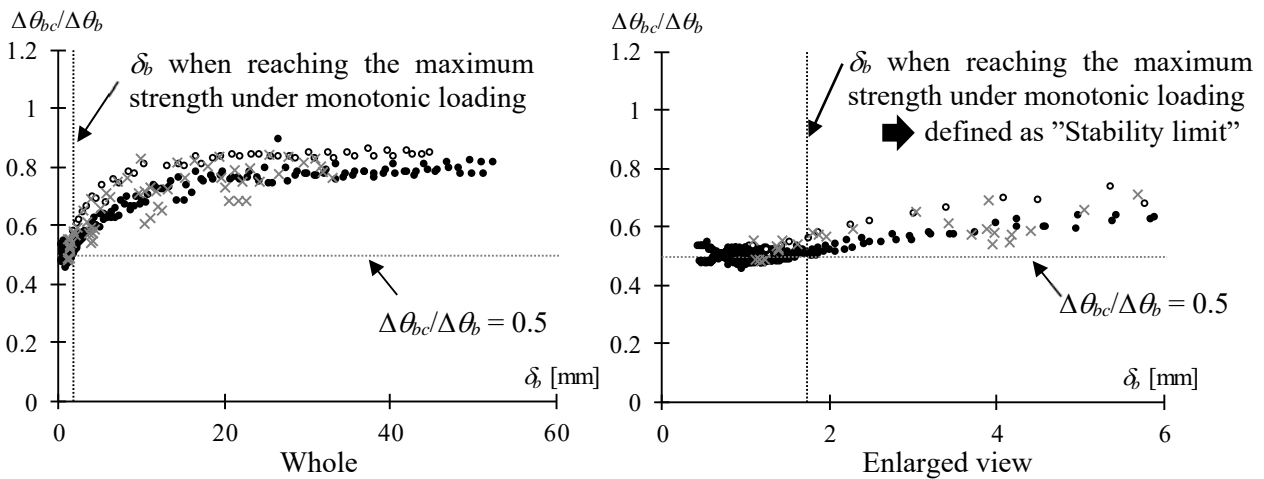 Δθbc/Δθb
1.2
δb when reaching the maximum
strength under monotonic loading
1
0.8
0.6
0.4
Δθbc/Δθb = 0.5
0.2
δb [mm]
0
0
20
40
60
Whole
Δθbc/Δθb
1.2
δb when reaching the maximum
strength under monotonic loading
defined as ”Stability limit”
1
0.8
0.6
0.4
Δθbc/Δθb = 0.5
0.2
δb [mm]
0
0
2
4
6
Enlarged view